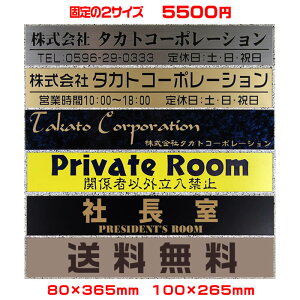 固定の2サイズ 5500円
株式会社 タカトコーポレーション
TEL 0596-29-0333 定休日:土・日・祝日
株式会社 タカトコーポレーション
営業時間10:00～18:00 定休日:土・日・祝日
Takato Corporation
株式会社タカトコーポレーション
Private Room
関係者以外立入禁止
社長室
PRESIDENT'S ROOM
送料無料
80×365mm 100×265mm